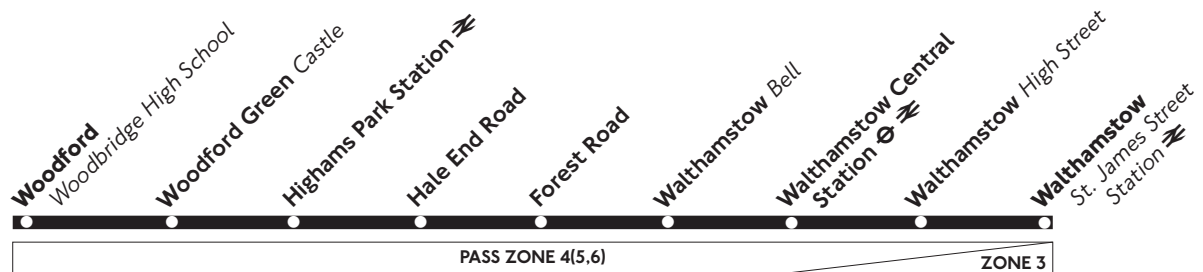 Woodford
Woodbridge High School
Woodford Green Castle
Highams Park Station
Hale End Road
Forest Road
Walthamstow Bell
Walthamstow Central
Station
Walthamstow High Street
Walthamstow
St. James Street
Station
PASS ZONE 4(5,6)
ZONE 3